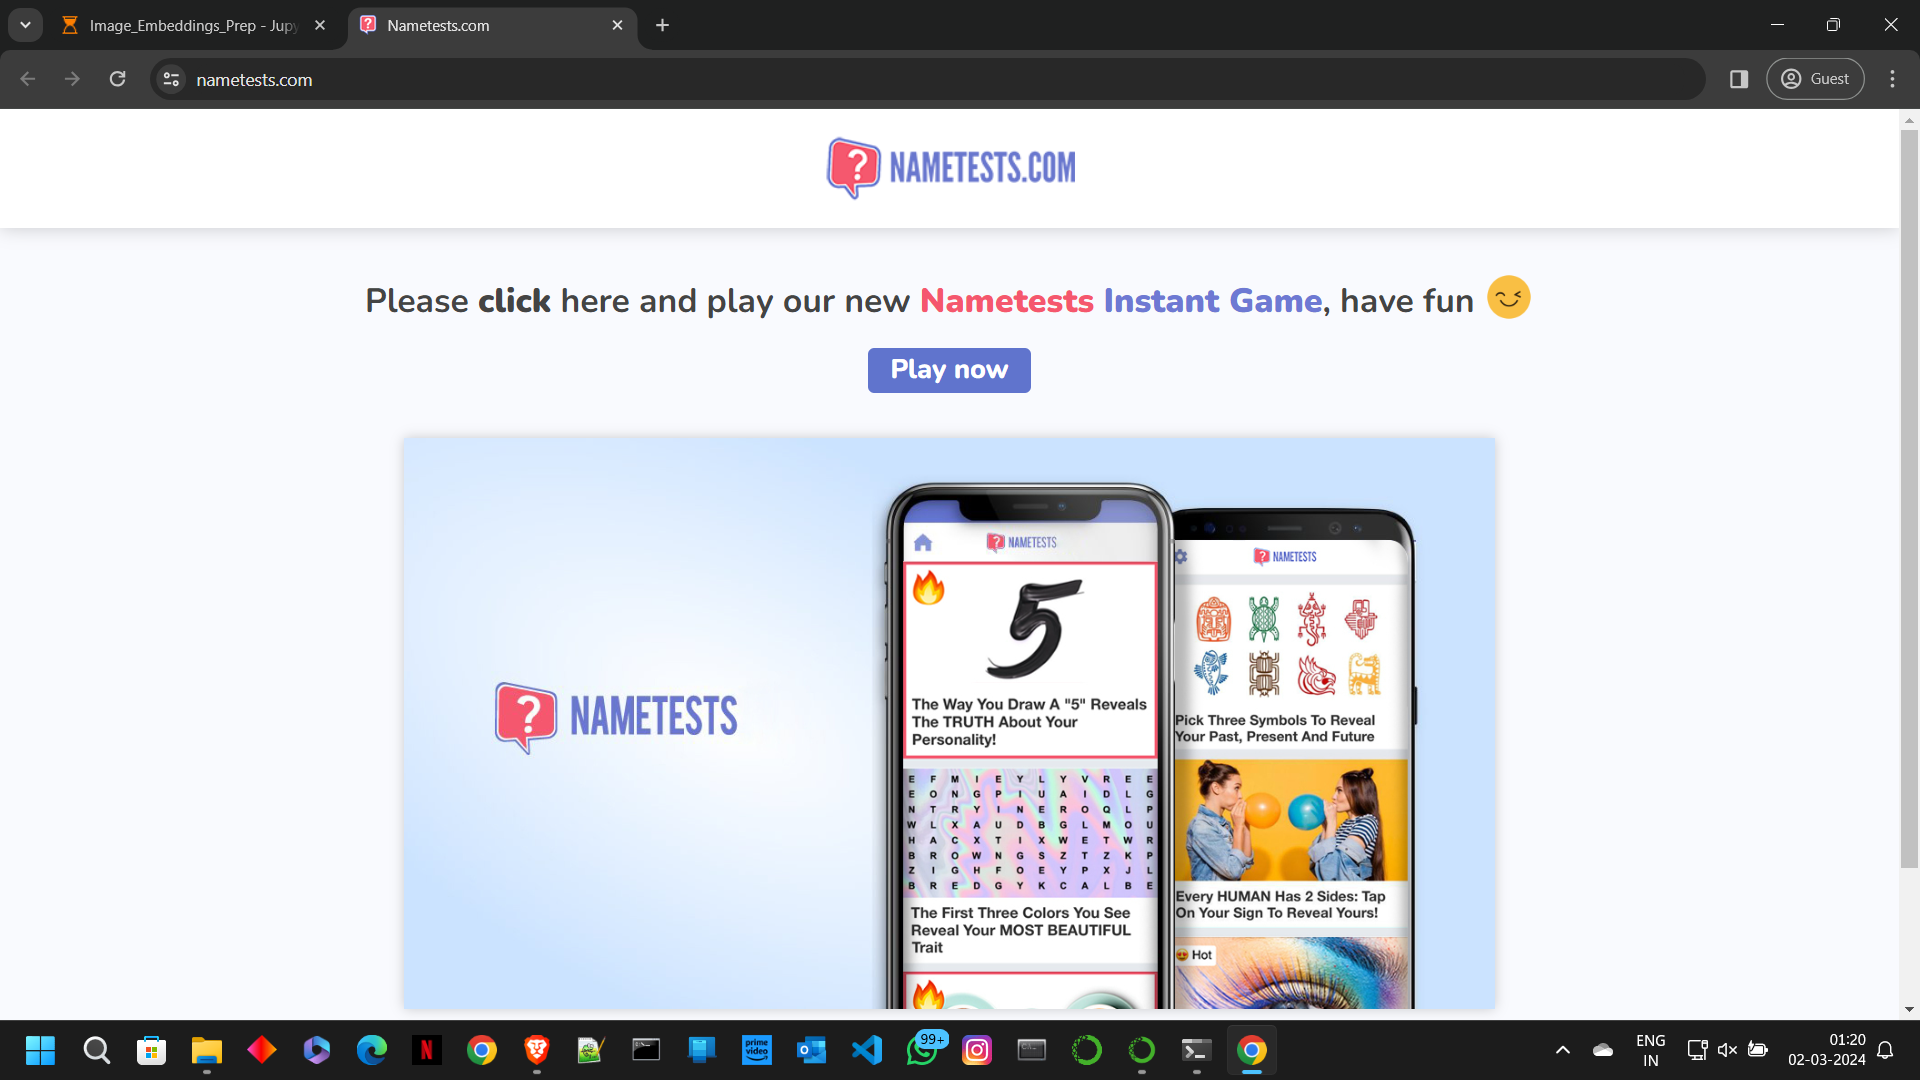 Image_Embeddings_Prep - Jupy
Nametests.com
nametests.com
Guest
NAMETESTS.COM
Please click here and play our new Nametests Instant Game, have fun
Play now
NAMETESTS
NAMETESTS
The Way You Draw A "5" Reveals
The TRUTH About Your
Personality!
E F M I E Y L Y V R E E
E O N G P I U A I D L G
N T R Y I N E R O Q L P
W L X A U D B G L M O U
H A C X T I X W E T W R
B R O W N G S Z T Z K P
Z I G H F O E Y P X J L
B R E D G Y K C A L B E
The First Three Colors You See
Reveal Your MOST BEAUTIFUL
Trait
NAMETESTS
Pick Three Symbols To Reveal
Your Past, Present And Future
Every HUMAN Has 2 Sides: Tap
On Your Sign To Reveal Yours!
Hot
prime
video
99+
ENG
IN
01:20
02-03-2024